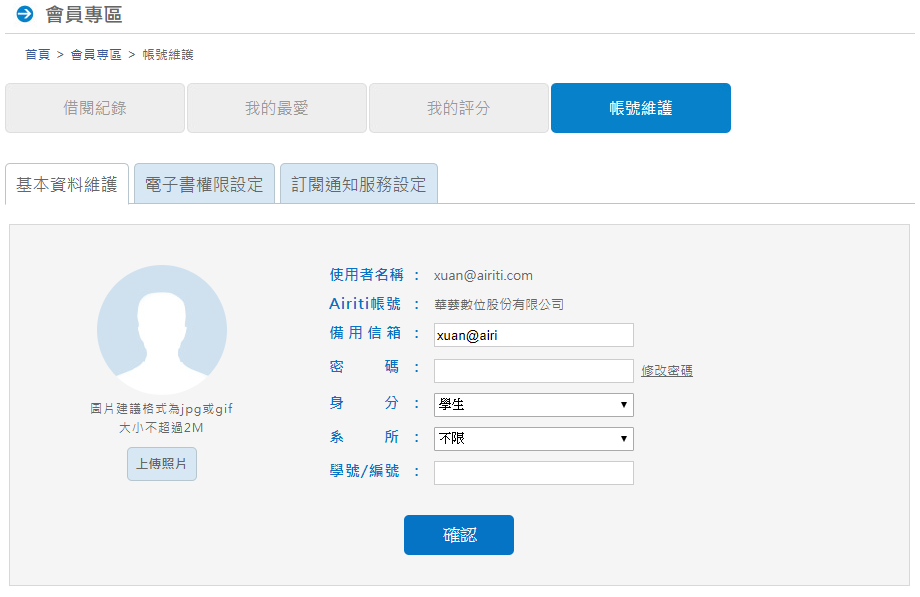 會員專區
首頁 > 會員專區 > 帳號維護
借閱紀錄 我的最愛 我的評分 帳號維護
基本資料維護 電子書權限設定 訂閱通知服務設定
使用者名稱 : xuan@airiti.com
Airiti帳號 : 華藝數位股份有限公司
備用信箱 : xuan@airi
密碼 : 修改密碼
身分 : 學生
系所 : 不限
學號/編號 :
圖片建議格式為jpg或gif
大小不超過2M
上傳照片
確認